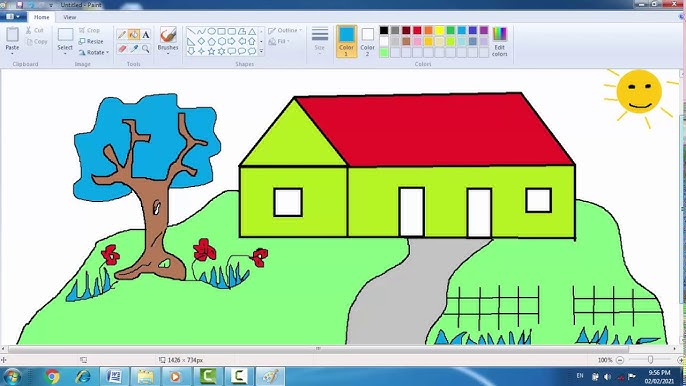 Untitled - Paint
Home View
Paste
Cut
Copy
Select
Crop
Resize
Rotate
Brushes
Outline
Fill
Size
Color 1
Color 2
Edit colors
Clipboard Image Tools Shapes Colors
1426 × 734px 100%
EN 9:56 PM
02/02/2021